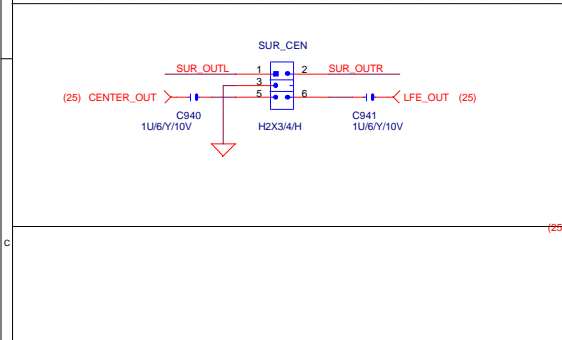 SUR_CEN
SUR_OUTL 1 2 SUR_OUTR
3
(25) CENTER_OUT 5 6 LFE_OUT (25)
C940 C941
1U/6/Y/10V H2X3/4/H 1U/6/Y/10V
(25
C